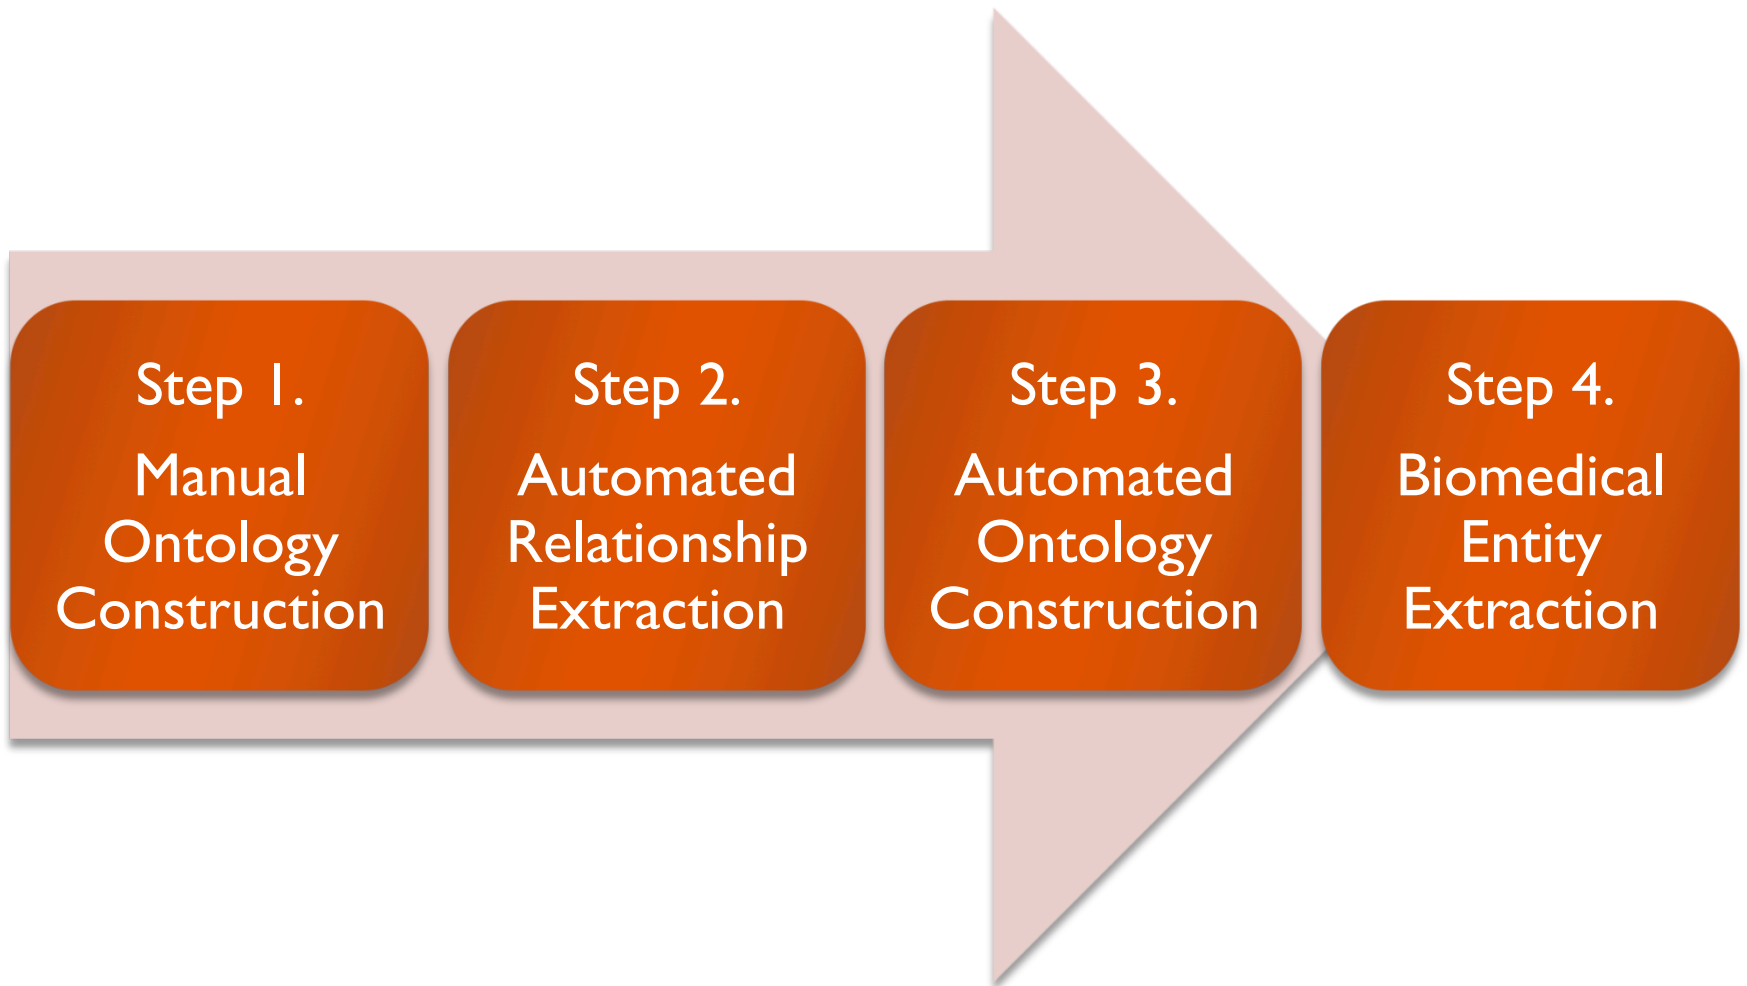 Step 1.
Manual
Ontology
Construction
Step 2.
Automated
Relationship
Extraction
Step 3.
Automated
Ontology
Construction
Step 4.
Biomedical
Entity
Extraction